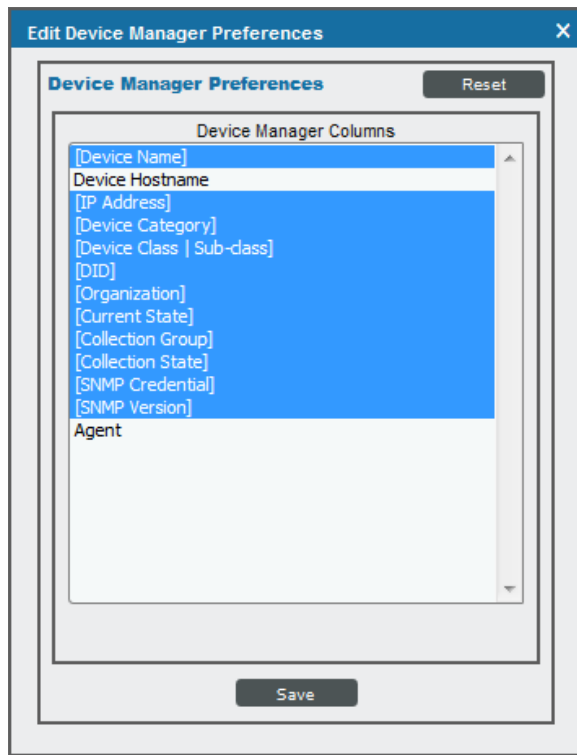 Edit Device Manager Preferences
Device Manager Preferences
Reset
Device Manager Columns
[Device Name]
Device Hostname
[IP Address]
[Device Category]
[Device Class | Sub-class]
[DID]
[Organization]
[Current State]
[Collection Group]
[Collection State]
[SNMP Credential]
[SNMP Version]
Agent
Save